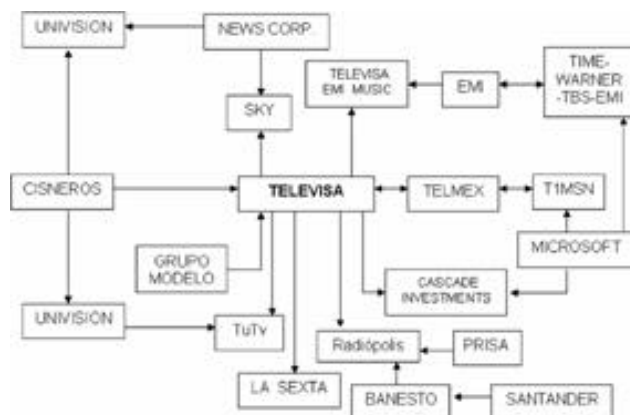 UNIVISION
NEWS CORP.
TELEVISA
EMI MUSIC
EMI
TIME-
WARNER
-TBS-EMI
SKY
CISNEROS
TELEVISA
TELMEX
T1MSN
GRUPO
MODELO
MICROSOFT
CASCADE
INVESTMENTS
UNIVISION
TuTv
Radiópolis
PRISA
LA SEXTA
BANESTO
SANTANDER